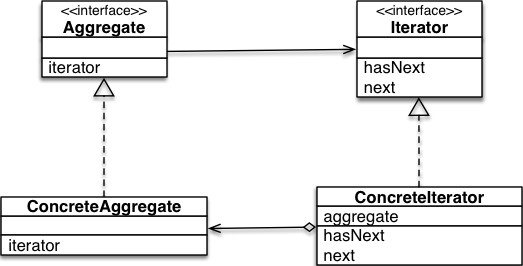 <<interface>>
Aggregate
iterator
<<interface>>
Iterator
hasNext
next
ConcreteAggregate
iterator
ConcreteIterator
aggregate
hasNext
next